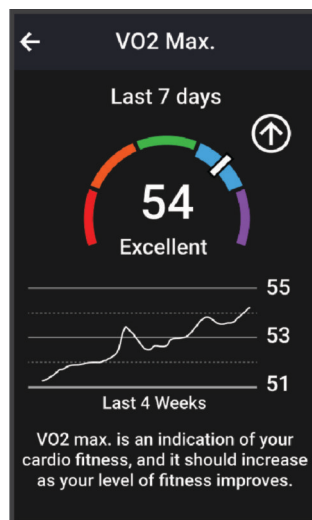 VO2 Max.
Last 7 days
54
Excellent
55
53
51
Last 4 Weeks
VO2 max. is an indication of your
cardio fitness, and it should increase
as your level of fitness improves.